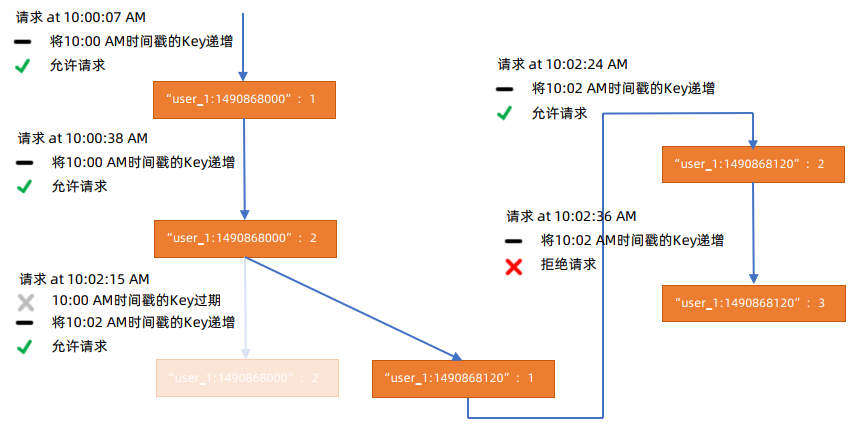 请求 at 10:00:07 AM
将10:00 AM时间戳的Key递增
允许请求
“user_1:1490868000”: 1
请求 at 10:00:38 AM
将10:00 AM时间戳的Key递增
允许请求
“user_1:1490868000”: 2
请求 at 10:02:15 AM
10:00 AM时间戳的Key过期
将10:02 AM时间戳的Key递增
允许请求
“user_1:1490868000”: 2
“user_1:1490868120”: 1
请求 at 10:02:24 AM
将10:02 AM时间戳的Key递增
允许请求
“user_1:1490868120”: 2
请求 at 10:02:36 AM
将10:02 AM时间戳的Key递增
拒绝请求
“user_1:1490868120”: 3